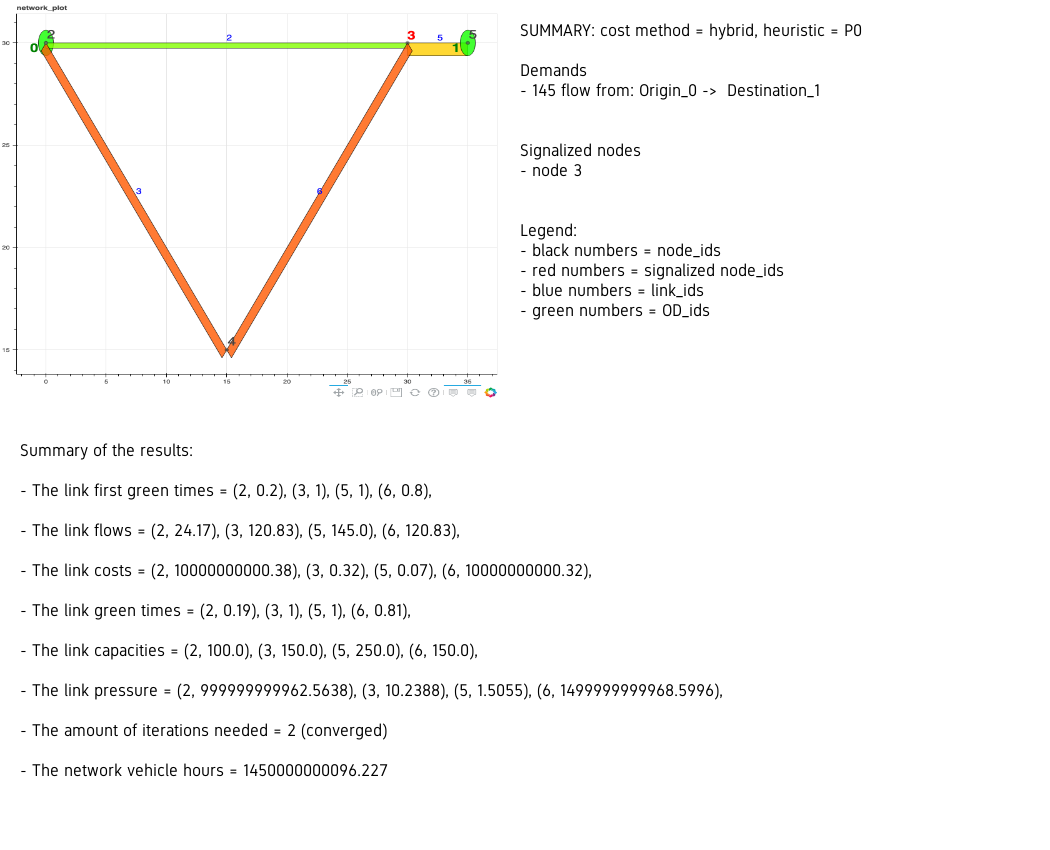 network_plot
SUMMARY: cost method = hybrid, heuristic = P0
Demands
- 145 flow from: Origin_0 -> Destination_1
Signalized nodes
- node 3
Legend:
- black numbers = node_ids
- red numbers = signalized node_ids
- blue numbers = link_ids
- green numbers = OD_ids
30
25
20
15
0
5
10
15
20
25
30
35
0
2
2
3
5
1
5
3
6
4
Summary of the results:
- The link first green times = (2, 0.2), (3, 1), (5, 1), (6, 0.8),
- The link flows = (2, 24.17), (3, 120.83), (5, 145.0), (6, 120.83),
- The link costs = (2, 10000000000.38), (3, 0.32), (5, 0.07), (6, 10000000000.32),
- The link green times = (2, 0.19), (3, 1), (5, 1), (6, 0.81),
- The link capacities = (2, 100.0), (3, 150.0), (5, 250.0), (6, 150.0),
- The link pressure = (2, 999999999962.5638), (3, 10.2388), (5, 1.5055), (6, 1499999999968.5996),
- The amount of iterations needed = 2 (converged)
- The network vehicle hours = 1450000000096.227